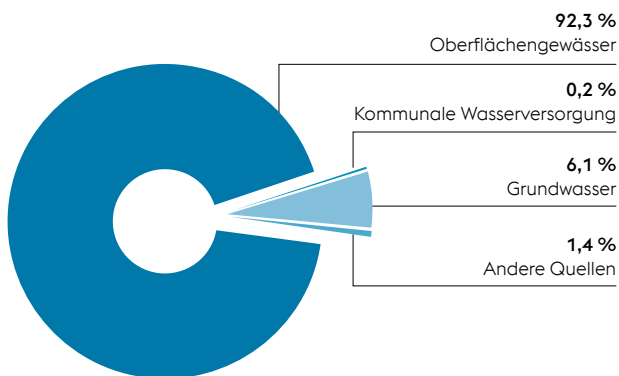 92,3 %
Oberflächengewässer
0,2 %
Kommunale Wasserversorgung
6,1 %
Grundwasser
1,4 %
Andere Quellen